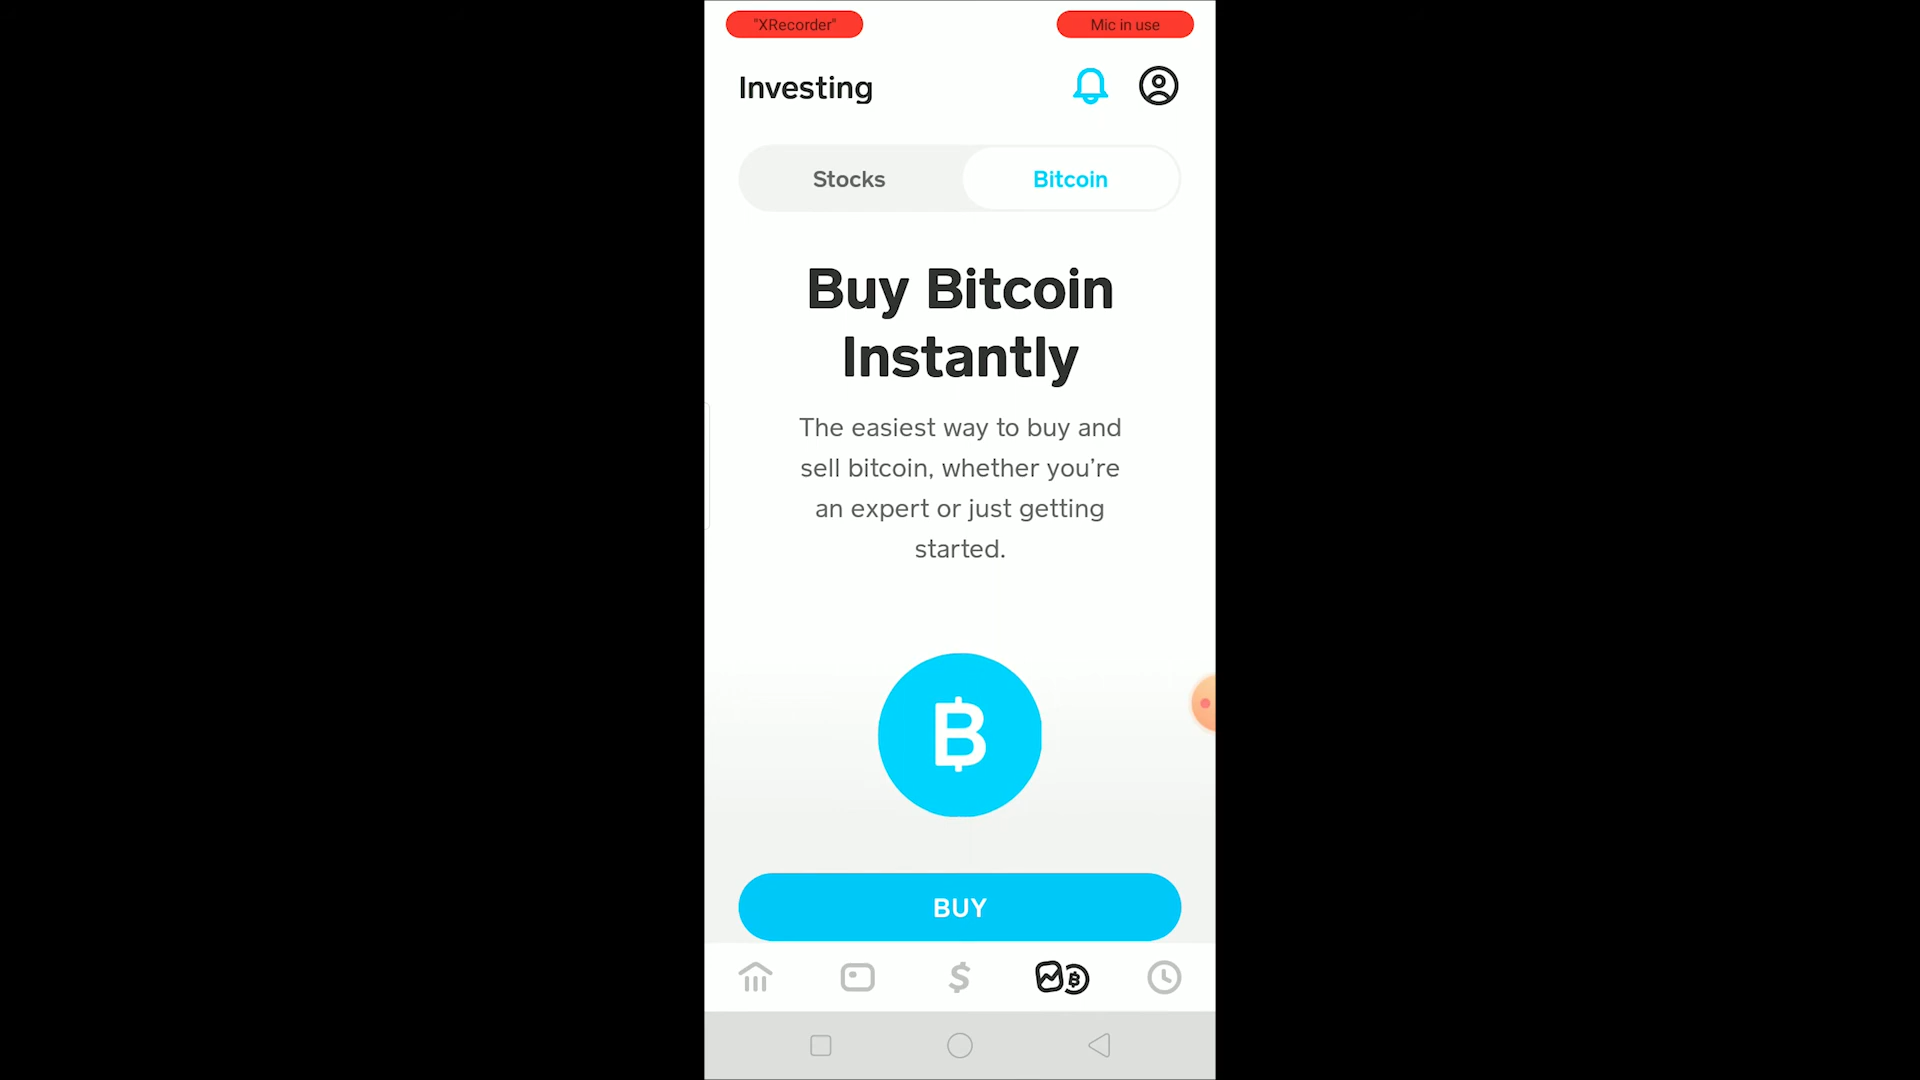 "XRecorder"
Mic in use
Investing
Stocks
Bitcoin
Buy Bitcoin
Instantly
The easiest way to buy and
sell bitcoin, whether you're
an expert or just getting
started.
BUY